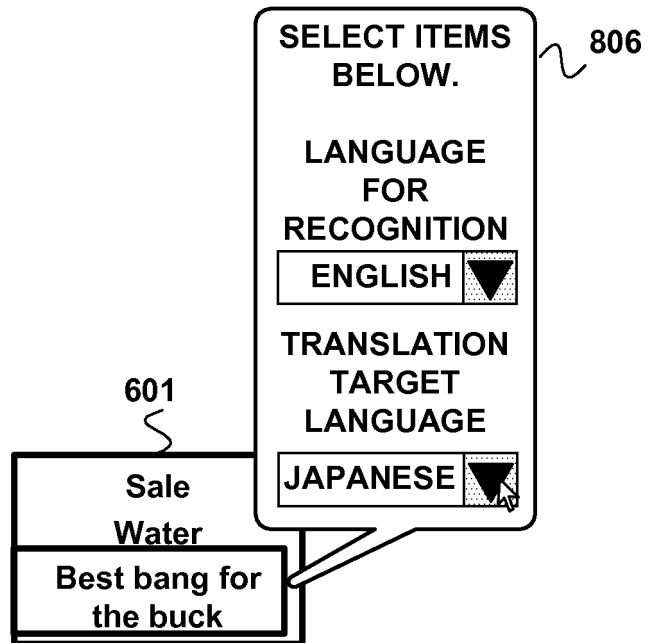 SELECT ITEMS
BELOW.
806
LANGUAGE
FOR
RECOGNITION
ENGLISH
TRANSLATION
TARGET
LANGUAGE
JAPANESE
601
Sale
Water
Best bang for
the buck